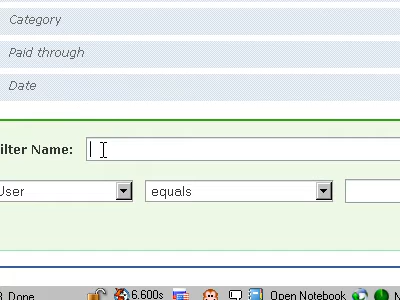 Category
Paid through
Date
ilter Name:
User equals
Done 6.600s Open Notebook